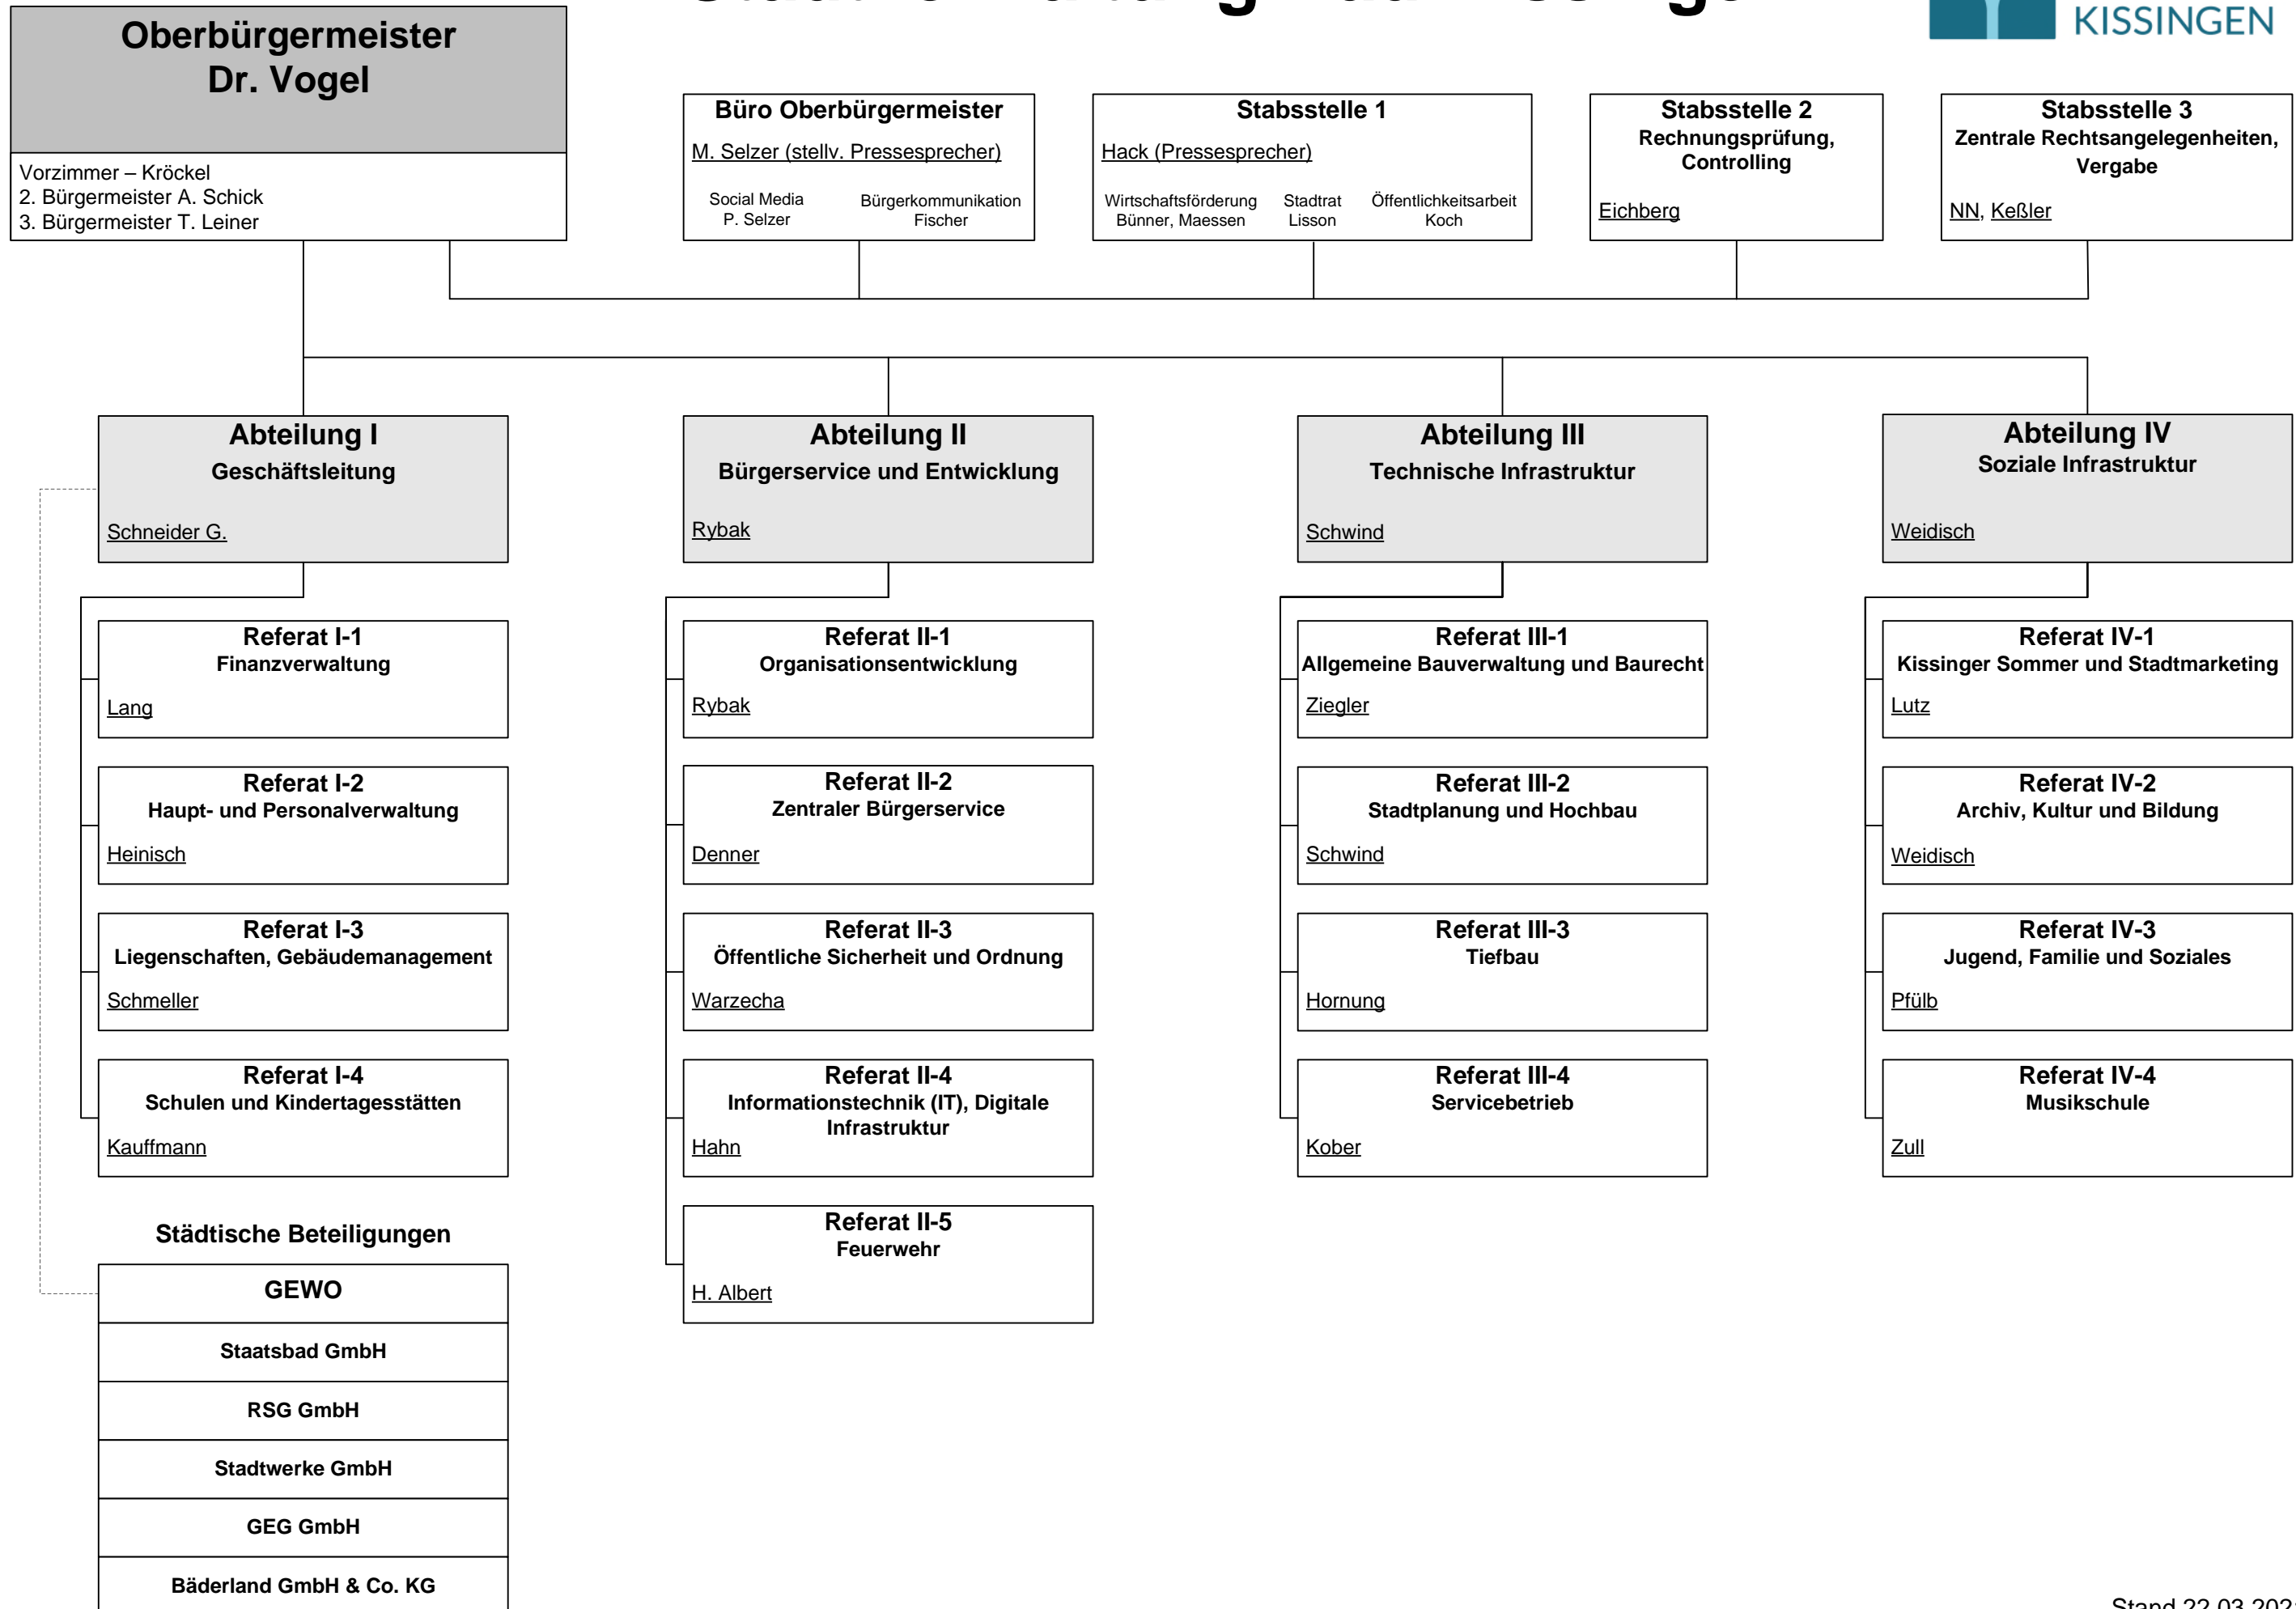 Oberbürgermeister
Dr. Vogel
Vorzimmer – Kröckel
2. Bürgermeister A. Schick
3. Bürgermeister T. Leiner
KISSINGEN
Büro Oberbürgermeister
M. Selzer (stellv. Pressesprecher)
Social Media
P. Selzer
Bürgerkommunikation
Fischer
Stabsstelle 1
Hack (Pressesprecher)
Wirtschaftsförderung
Bünner, Maessen
Stadtrat
Lisson
Öffentlichkeitsarbeit
Koch
Stabsstelle 2
Rechnungsprüfung,
Controlling
Eichberg
Stabsstelle 3
Zentrale Rechtsangelegenheiten,
Vergabe
NN, Keßler
Abteilung I
Geschäftsleitung
Schneider G.
Referat I-1
Finanzverwaltung
Lang
Referat I-2
Haupt- und Personalverwaltung
Heinisch
Referat I-3
Liegenschaften, Gebäudemanagement
Schmeller
Referat I-4
Schulen und Kindertagesstätten
Kauffmann
Städtische Beteiligungen
GEWO
Staatsbad GmbH
RSG GmbH
Stadtwerke GmbH
GEG GmbH
Bäderland GmbH & Co. KG
Abteilung II
Bürgerservice und Entwicklung
Rybak
Referat II-1
Organisationsentwicklung
Rybak
Referat II-2
Zentraler Bürgerservice
Denner
Referat II-3
Öffentliche Sicherheit und Ordnung
Warzecha
Referat II-4
Informationstechnik (IT), Digitale
Infrastruktur
Hahn
Referat II-5
Feuerwehr
H. Albert
Abteilung III
Technische Infrastruktur
Schwind
Referat III-1
Allgemeine Bauverwaltung und Baurecht
Ziegler
Referat III-2
Stadtplanung und Hochbau
Schwind
Referat III-3
Tiefbau
Hornung
Referat III-4
Servicebetrieb
Kober
Abteilung IV
Soziale Infrastruktur
Weidisch
Referat IV-1
Kissinger Sommer und Stadtmarketing
Lutz
Referat IV-2
Archiv, Kultur und Bildung
Weidisch
Referat IV-3
Jugend, Familie und Soziales
Pfülb
Referat IV-4
Musikschule
Zull
Stand 22.03.202